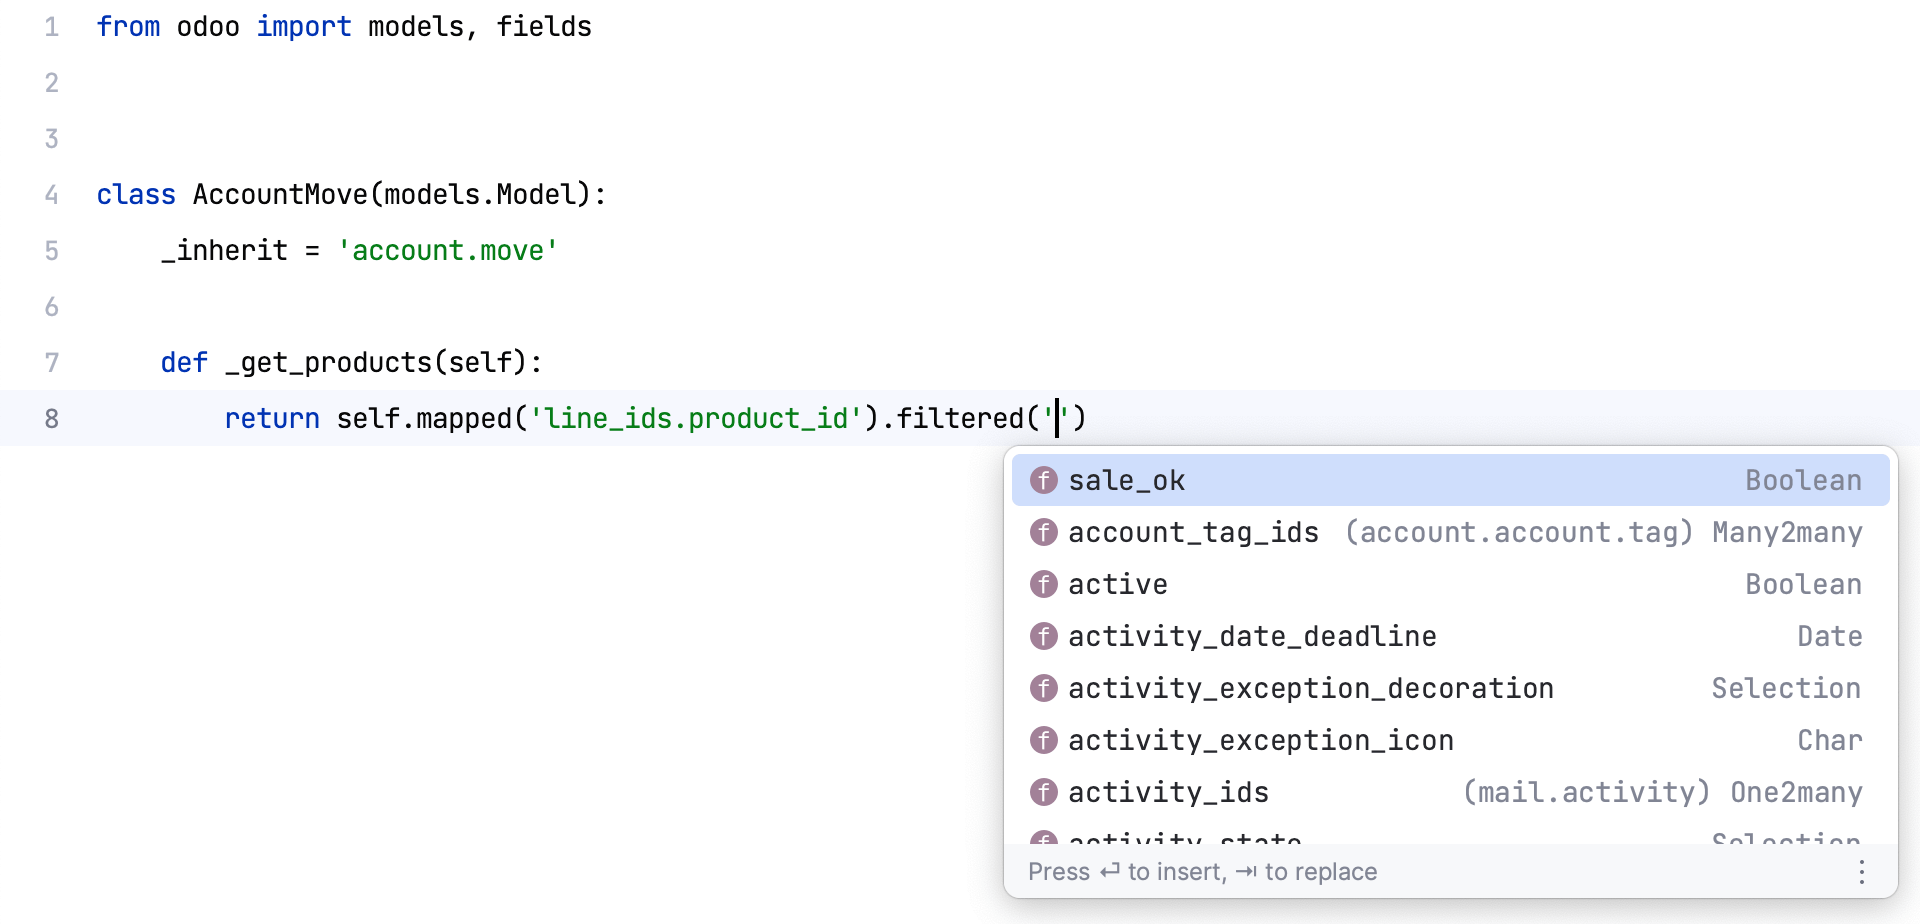 1 from odoo import models, fields
2
3
4 class AccountMove(models.Model):
5 _inherit = 'account.move'
6
7 def _get_products(self):
8 return self.mapped('line_ids.product_id').filtered('')
f sale_ok Boolean
f account_tag_ids (account.account.tag) Many2many
f active Boolean
f activity_date_deadline Date
f activity_exception_decoration Selection
f activity_exception_icon Char
f activity_ids (mail.activity) One2many
f activity_state Selection
Press ⏎ to insert, ⇥ to replace